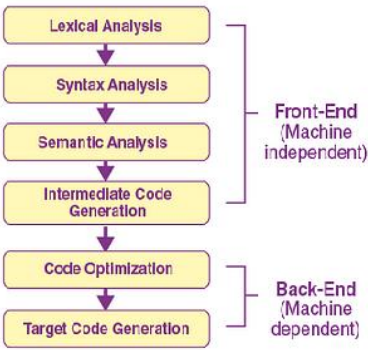 Lexical Analysis
Syntax Analysis
Semantic Analysis
Intermediate Code
Generation
Front-End
(Machine
independent)
Code Optimization
Target Code Generation
Back-End
(Machine
dependent)